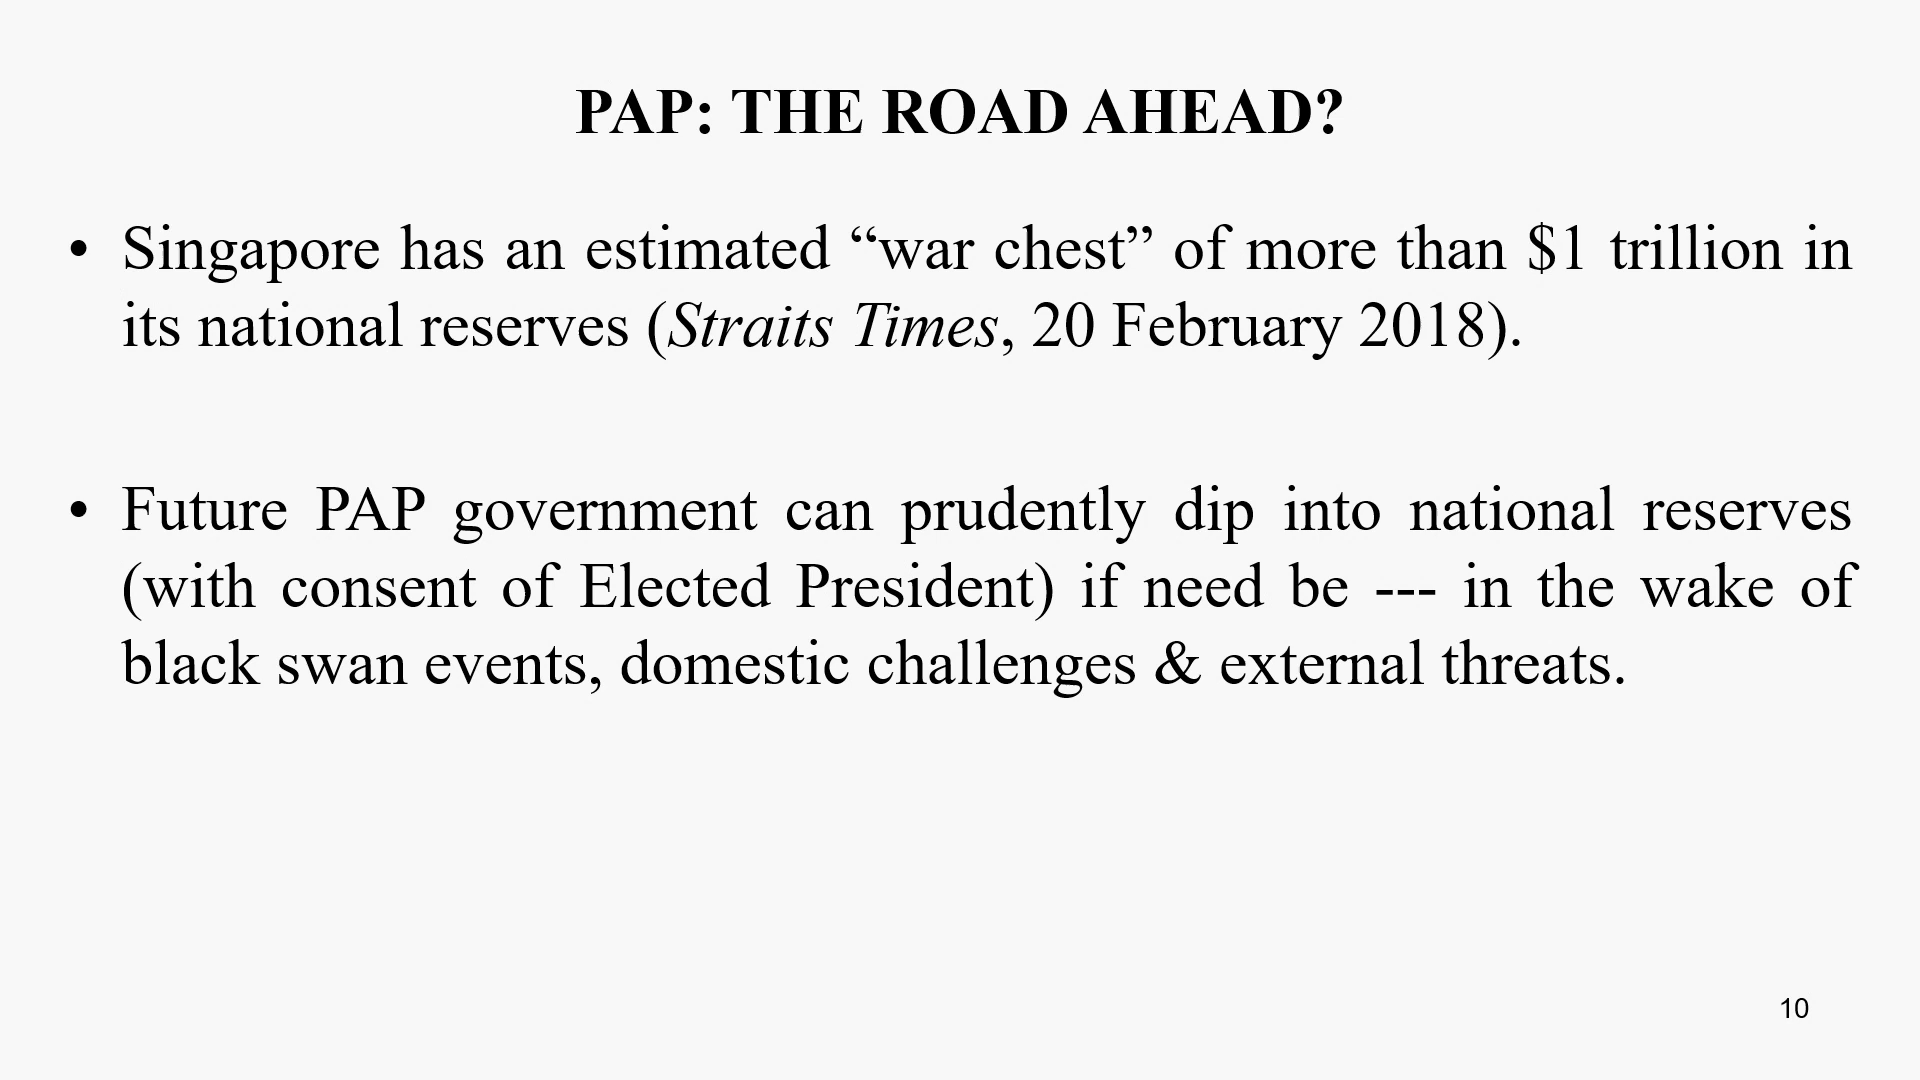 PAP: THE ROAD AHEAD?
• Singapore has an estimated “war chest” of more than $1 trillion in
its national reserves (Straits Times, 20 February 2018).
• Future PAP government can prudently dip into national reserves
(with consent of Elected President) if need be --- in the wake of
black swan events, domestic challenges & external threats.
10